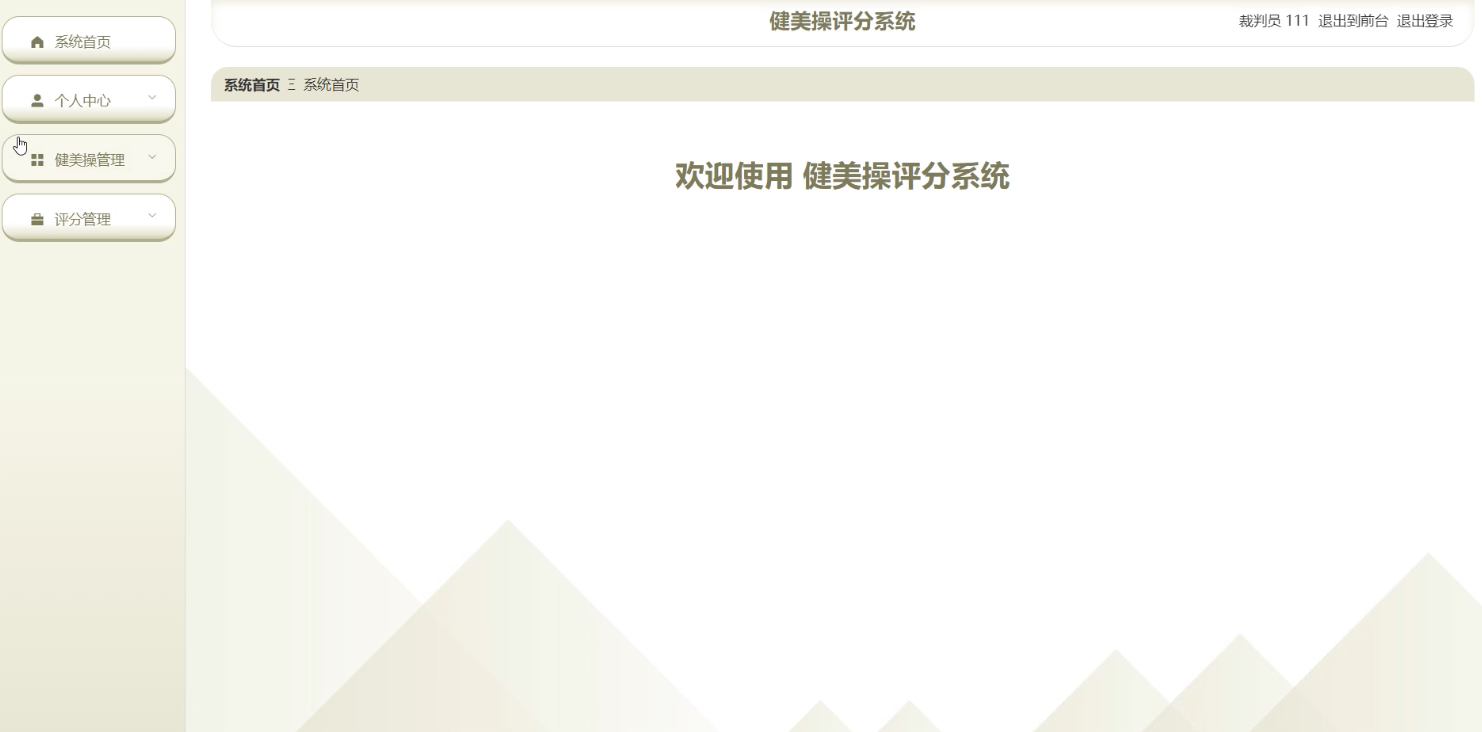 健美操评分系统
裁判员 111 退出到前台 退出登录
系统首页
个人中心
健美操管理
评分管理
系统首页 Ξ 系统首页
欢迎使用 健美操评分系统